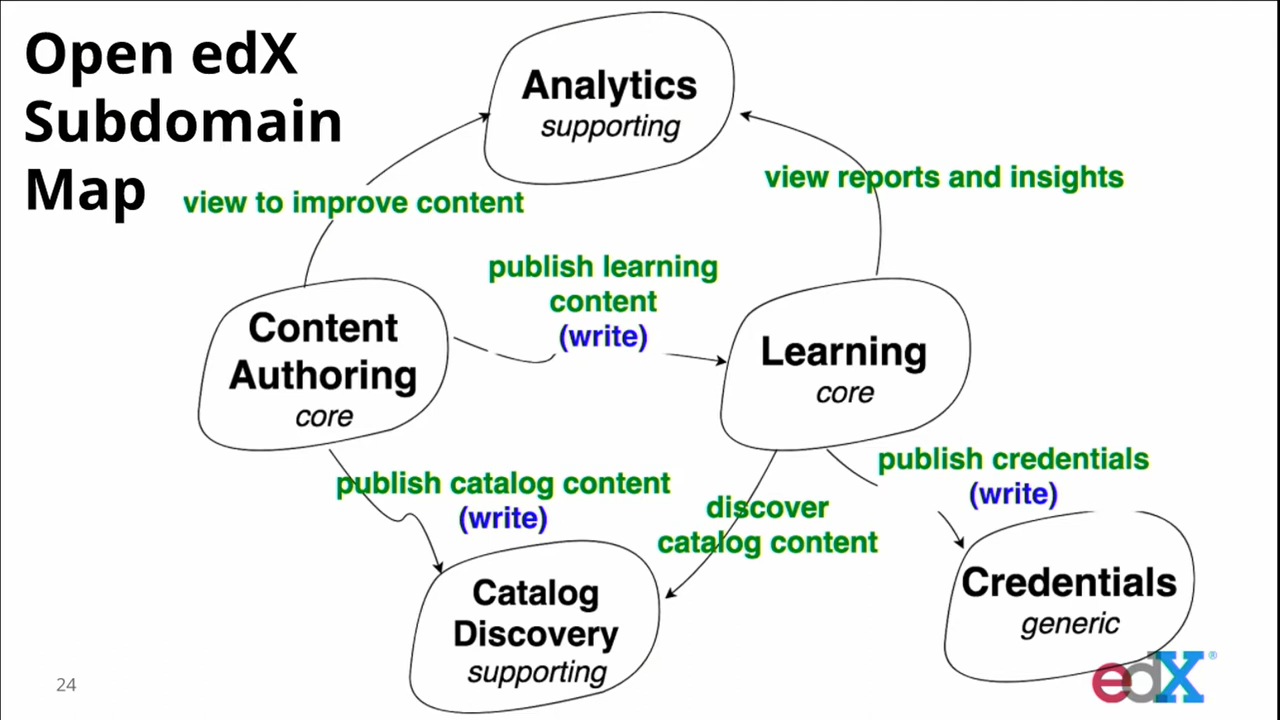 Open edX
Subdomain
Map
Analytics
supporting
view to improve content
view reports and insights
publish learning
content
(write)
Content
Authoring
core
Learning
core
publish catalog content
(write)
discover
catalog content
publish credentials
(write)
Catalog
Discovery
supporting
Credentials
generic
24
edX®